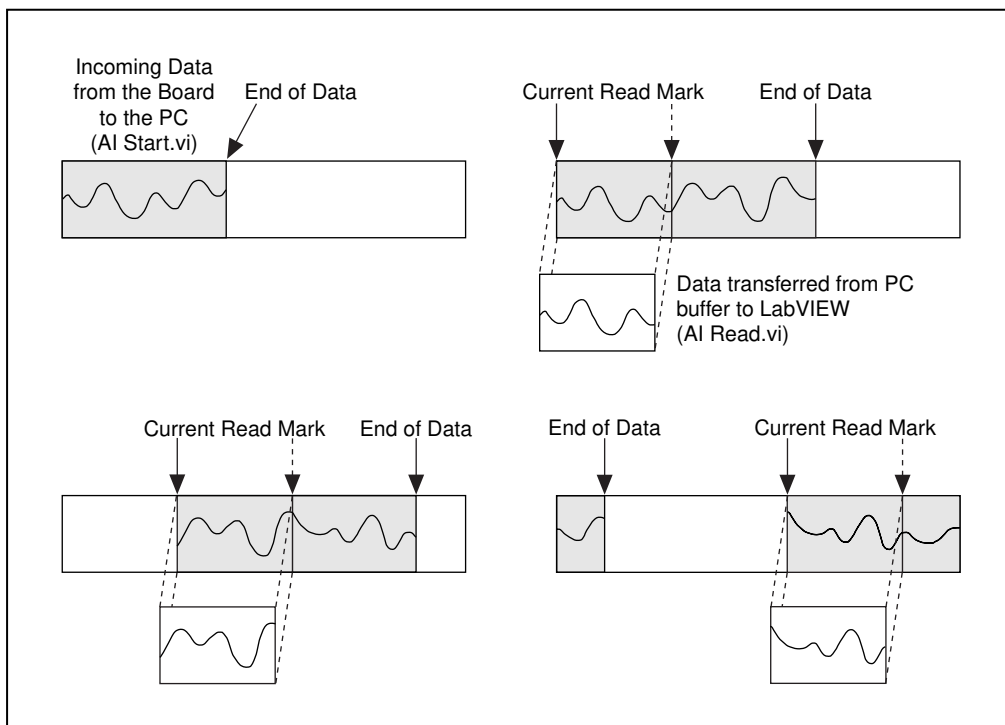 Incoming Data
from the Board
to the PC
(AI Start.vi)
End of Data
Current Read Mark
End of Data
Data transferred from PC
buffer to LabVIEW
(AI Read.vi)
Current Read Mark
End of Data
End of Data
Current Read Mark